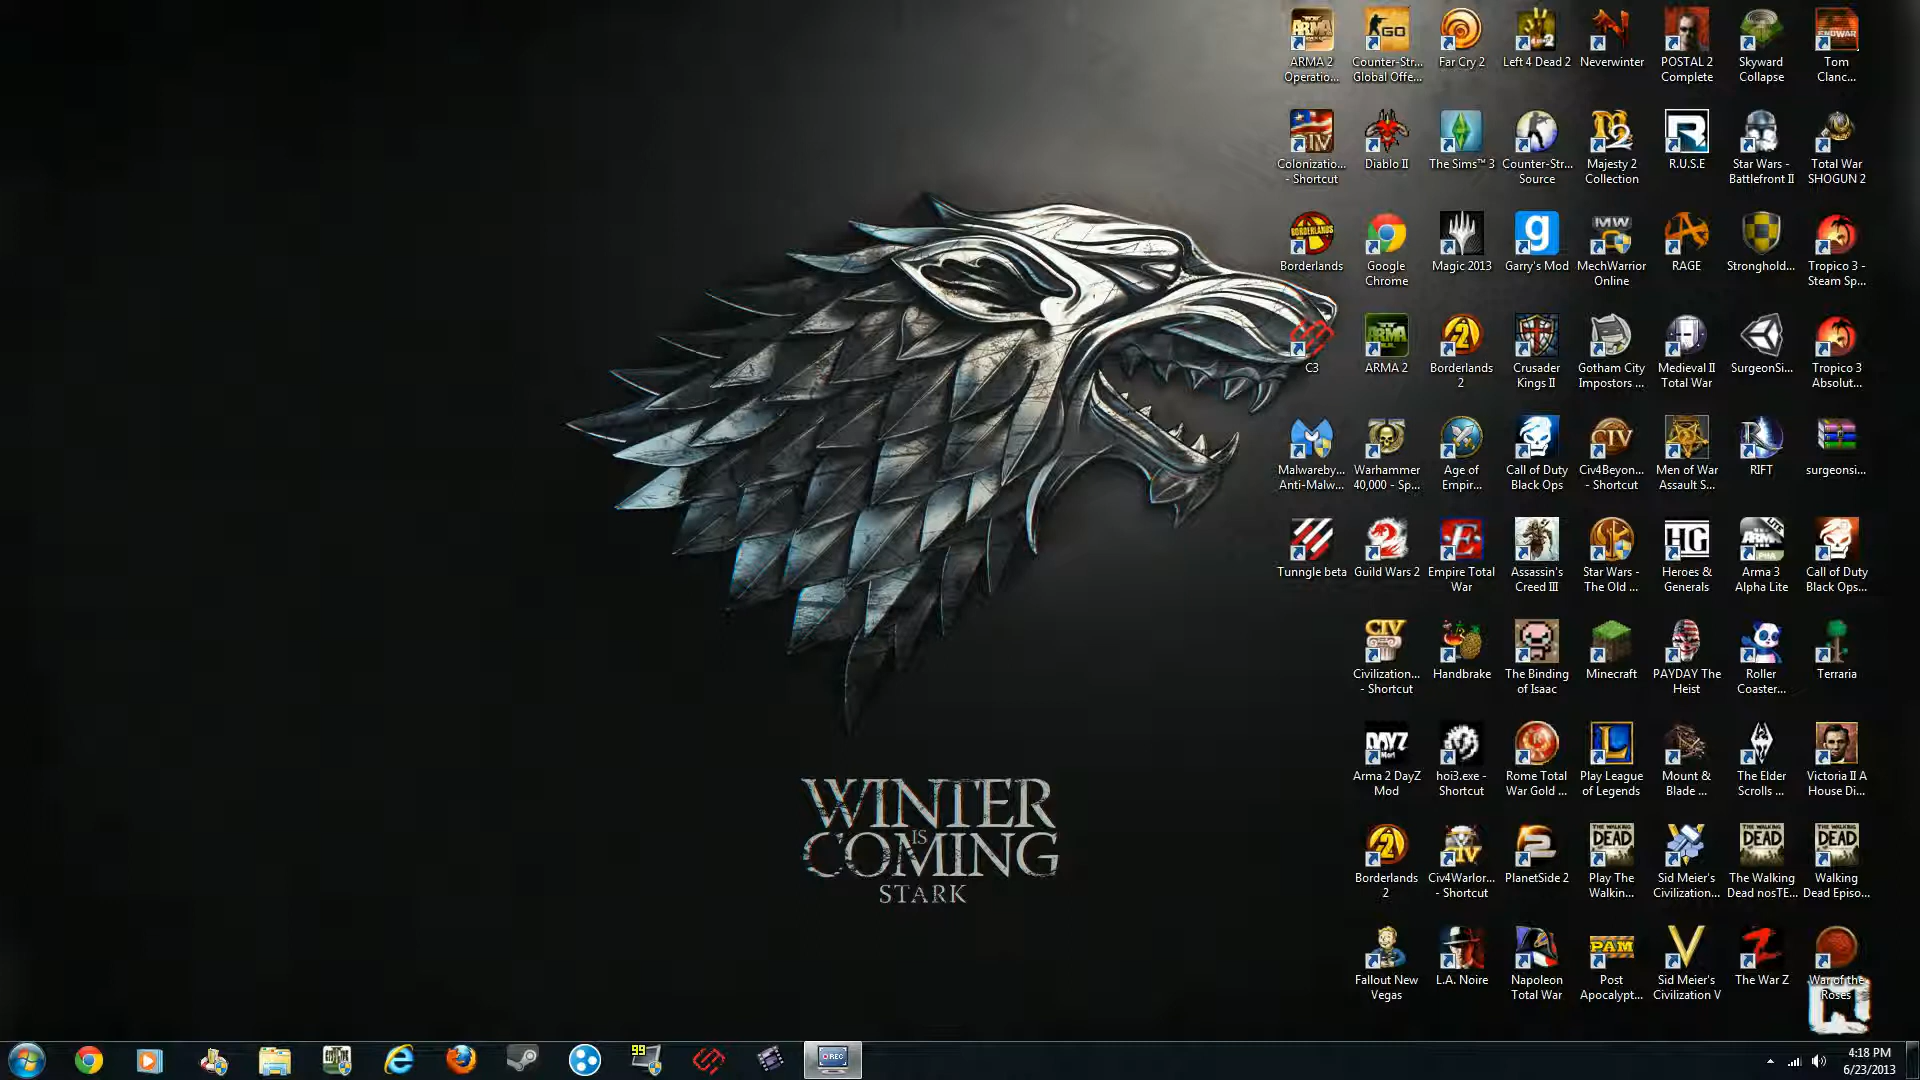 ARMA 2
Operatio...
Counter-Str...
Global Offe...
Far Cry 2
Left 4 Dead 2
Neverwinter
POSTAL 2
Complete
Skyward
Collapse
Tom
Clanc...
Colonizatio...
- Shortcut
Diablo II
The Sims™ 3
Counter-Str...
Source
Majesty 2
Collection
R.U.S.E
Star Wars -
Battlefront II
Total War
SHOGUN 2
Borderlands
Google
Chrome
Magic 2013
Garry's Mod
MechWarrior
Online
RAGE
Stronghold...
Tropico 3 -
Steam Sp...
C3
ARMA 2
Borderlands
2
Crusader
Kings II
Gotham City
Impostors ...
Medieval II
Total War
SurgeonSi...
Tropico 3
Absolut...
Malwareby...
Anti-Malw...
Warhammer
40,000 - Sp...
Age of
Empir...
Call of Duty
Black Ops
Civ4Beyon...
- Shortcut
Men of War
Assault S...
RIFT
surgeonsi...
Tunngle beta
Guild Wars 2
Empire Total
War
Assassin's
Creed III
Star Wars -
The Old ...
Heroes &
Generals
Arma 3
Alpha Lite
Call of Duty
Black Ops...
Civilization...
- Shortcut
Handbrake
The Binding
of Isaac
Minecraft
PAYDAY The
Heist
Roller
Coaster...
Terraria
Arma 2 DayZ
Mod
hoi3.exe -
Shortcut
Rome Total
War Gold ...
Play League
of Legends
Mount &
Blade ...
The Elder
Scrolls ...
Victoria II A
House Di...
Borderlands
2
Civ4Warlor...
- Shortcut
PlanetSide 2
Play The
Walkin...
Sid Meier's
Civilization...
The Walking
Dead nosTE...
Walking
Dead Episo...
Fallout New
Vegas
L.A. Noire
Napoleon
Total War
Post
Apocalypt...
Sid Meier's
Civilization V
The War Z
War of the
Roses
WINTER
IS
COMING
STARK
99
REC
4:18 PM
6/23/2013